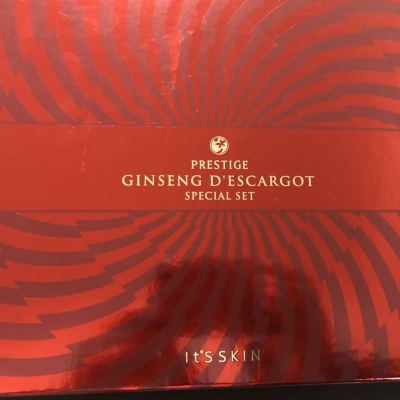 PRESTIGE
GINSENG D'ESCARGOT
SPECIAL SET
It'S SKIN